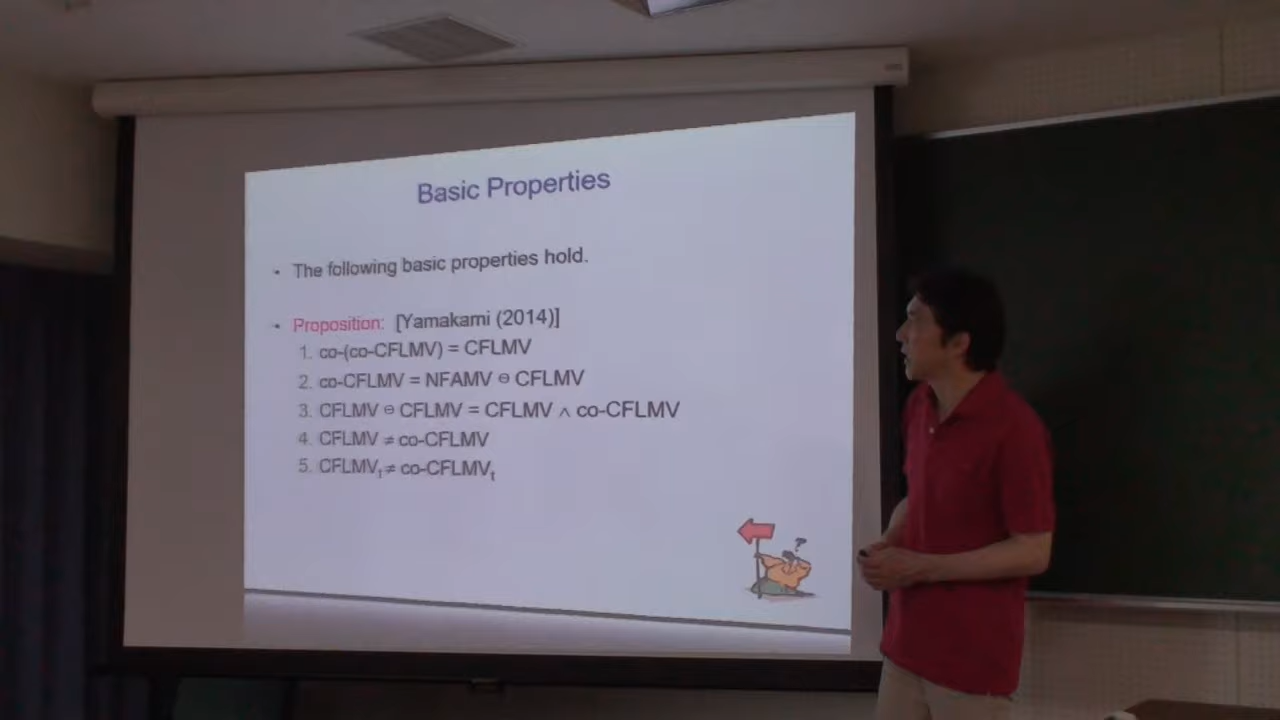 Basic Properties
• The following basic properties hold.
• Proposition: [Yamakami (2014)]
1. co-(co-CFLMV) = CFLMV
2. co-CFLMV = NFAMV ⊖ CFLMV
3. CFLMV ⊖ CFLMV = CFLMV ∧ co-CFLMV
4. CFLMV ≠ co-CFLMV
5. CFLMVₜ ≠ co-CFLMVₜ
?